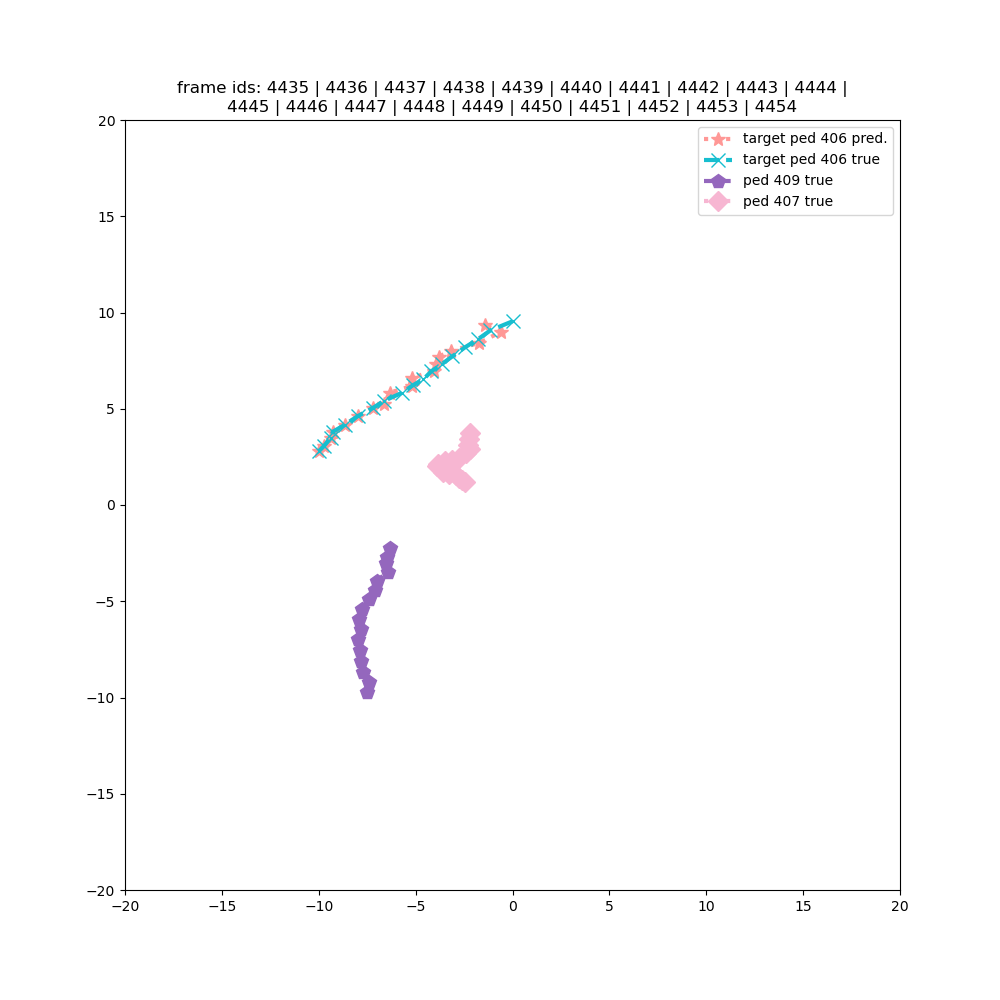 frame ids: 4435 | 4436 | 4437 | 4438 | 4439 | 4440 | 4441 | 4442 | 4443 | 4444 |
4445 | 4446 | 4447 | 4448 | 4449 | 4450 | 4451 | 4452 | 4453 | 4454
target ped 406 pred.
target ped 406 true
ped 409 true
ped 407 true
20
15
10
5
0
−5
−10
−15
−20
−20 −15 −10 −5 0 5 10 15 20